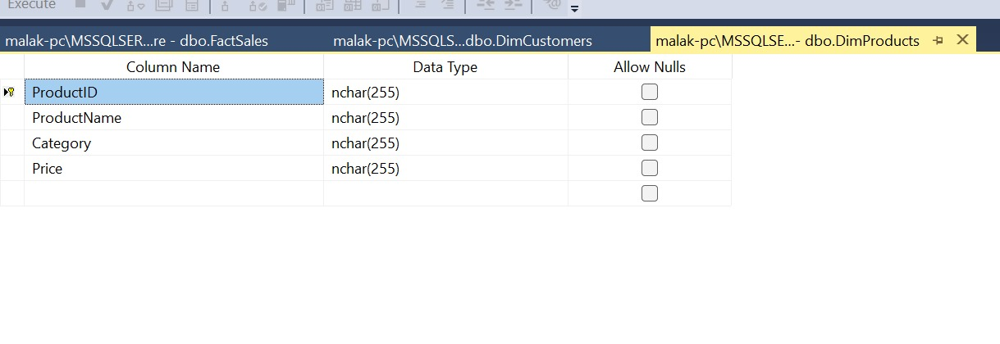 Execute
malak-pc\MSSQLSER...re - dbo.FactSales malak-pc\MSSQLS...dbo.DimCustomers malak-pc\MSSQLSE...- dbo.DimProducts
Column Name Data Type Allow Nulls
ProductID nchar(255)
ProductName nchar(255)
Category nchar(255)
Price nchar(255)